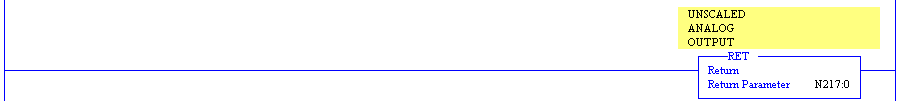 UNSCALED
ANALOG
OUTPUT
RET
Return
Return Parameter N217:0